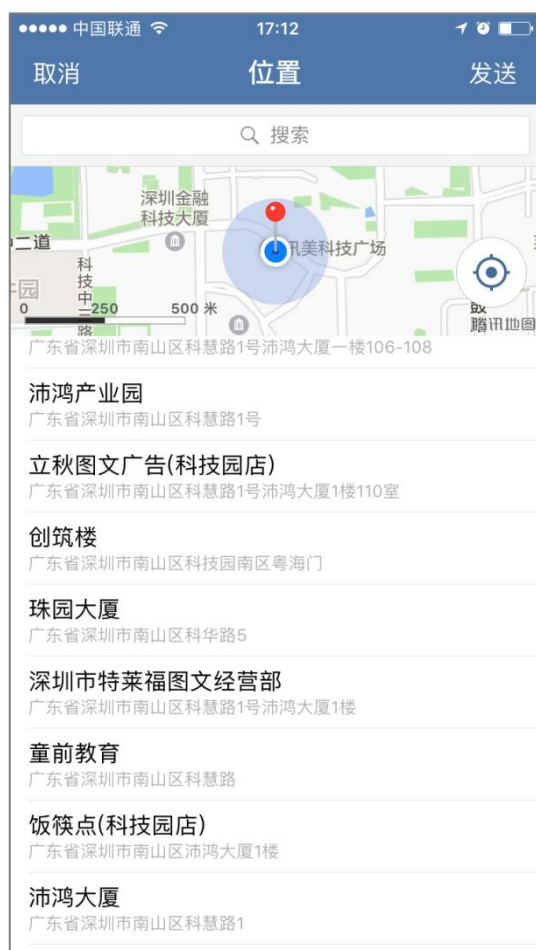 中国联通 17:12
取消 位置 发送
搜索
深圳金融
科技大厦
讯美科技广场
二道
科
技
中
二
路
园
0 250 500 米
腾讯地图
广东省深圳市南山区科慧路1号沛鸿大厦一楼106-108
沛鸿产业园
广东省深圳市南山区科慧路1号
立秋图文广告(科技园店)
广东省深圳市南山区科慧路1号沛鸿大厦1楼110室
创筑楼
广东省深圳市南山区科技园南区粤海门
珠园大厦
广东省深圳市南山区科华路5
深圳市特莱福图文经营部
广东省深圳市南山区科慧路1号沛鸿大厦1楼
童前教育
广东省深圳市南山区科慧路
饭筷点(科技园店)
广东省深圳市南山区沛鸿大厦1楼
沛鸿大厦
广东省深圳市南山区科慧路1